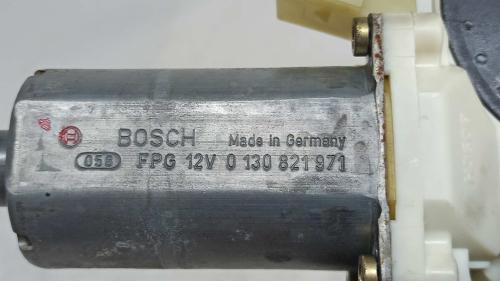 BOSCH Made in Germany
058 FPG 12V 0 130 821 971